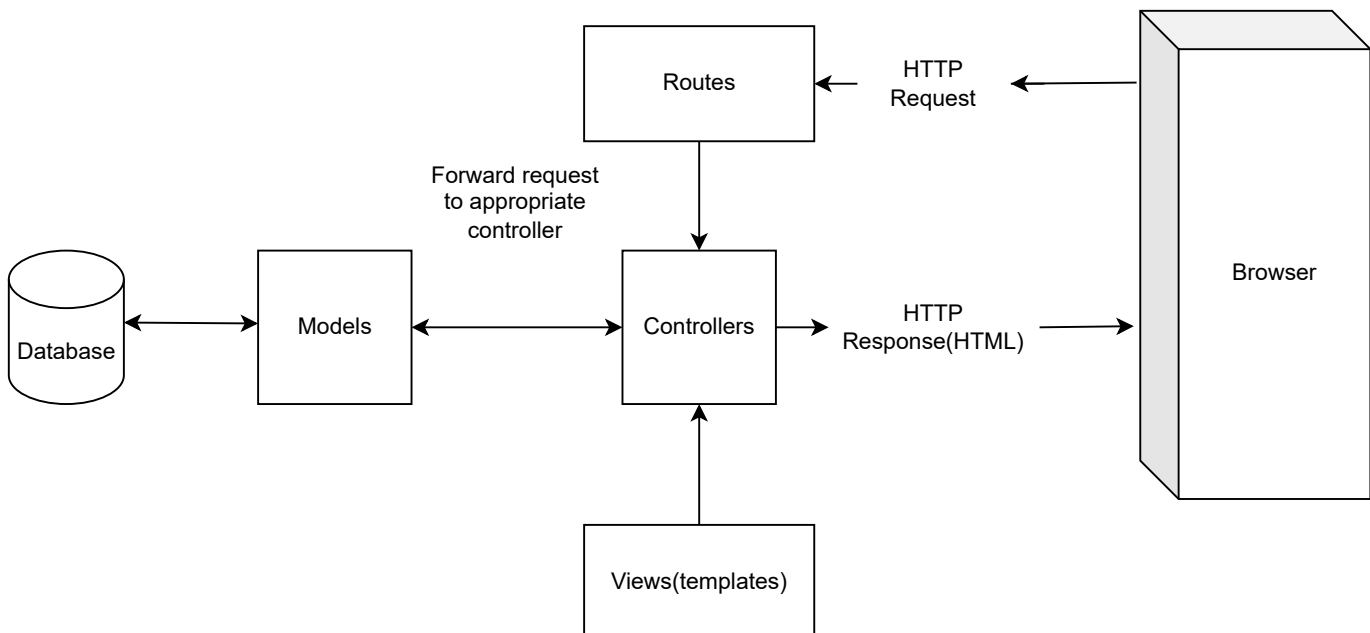 Routes
HTTP
Request
Forward request
to appropriate
controller
Database
Models
Controllers
HTTP
Response(HTML)
Browser
Views(templates)